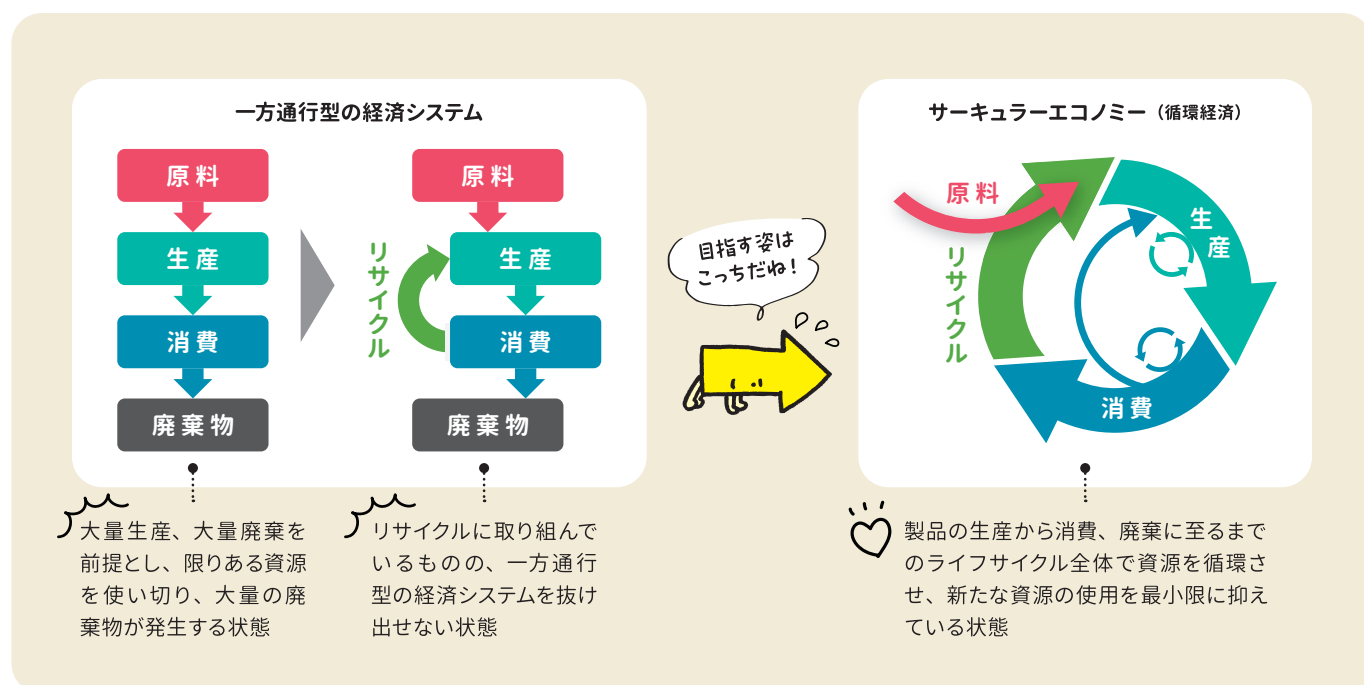 一方通行型の経済システム
原料
生産
消費
廃棄物
原料
リサイクル
生産
消費
廃棄物
大量生産、大量廃棄を
前提とし、限りある資源
を使い切り、大量の廃
棄物が発生する状態
リサイクルに取り組んで
いるものの、一方通行
型の経済システムを抜け
出せない状態
目指す姿は
こっちだね!
サーキュラーエコノミー(循環経済)
原料
リサイクル
生産
消費
製品の生産から消費、廃棄に至るまで
のライフサイクル全体で資源を循環さ
せ、新たな資源の使用を最小限に抑え
ている状態